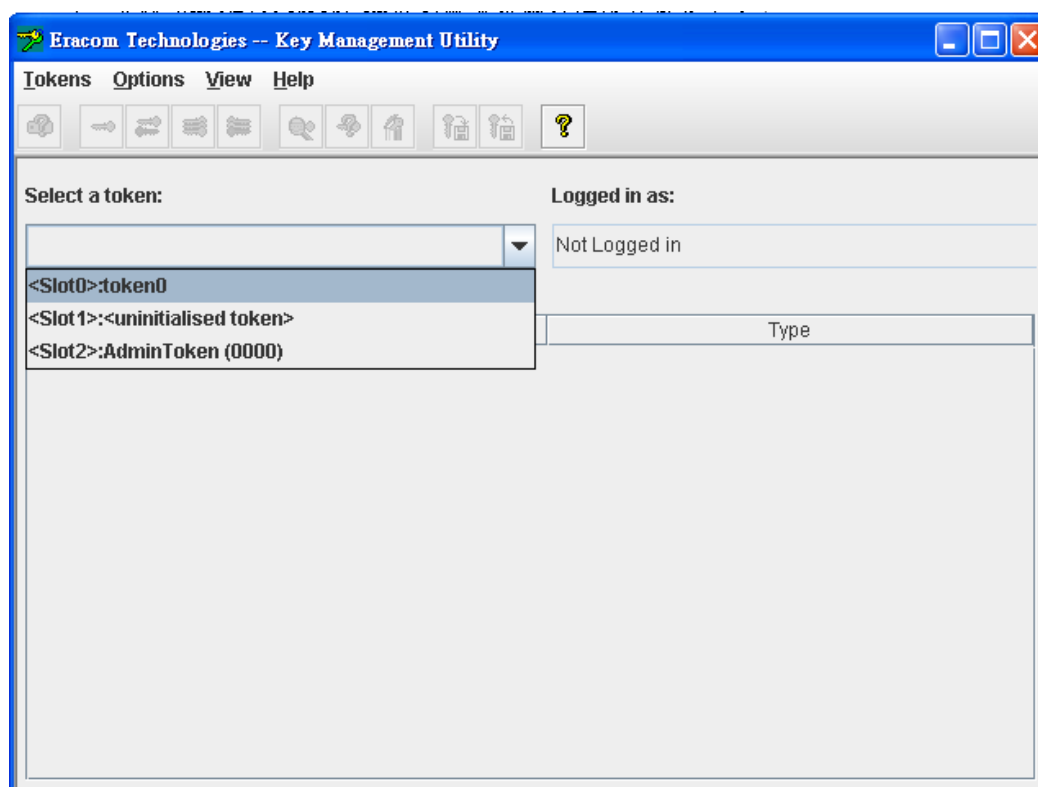 Eracom Technologies -- Key Management Utility
Tokens Options View Help
Select a token:
Logged in as:
Not Logged in
<Slot0>:token0
<Slot1>:<uninitialised token>
<Slot2>:AdminToken (0000)
Type